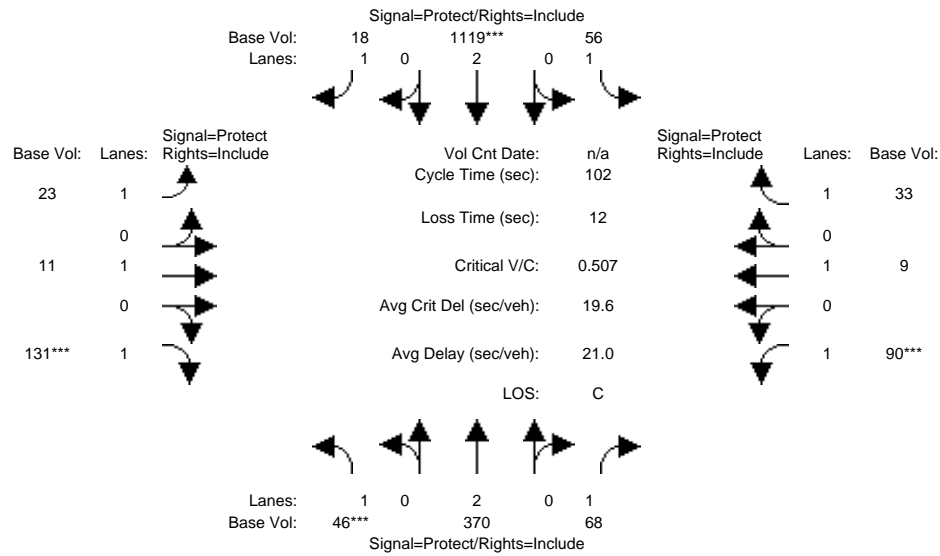 Signal=Protect/Rights=Include
Base Vol: 18 1119*** 56
Lanes: 1 0 2 0 1
Signal=Protect Signal=Protect
Base Vol: Lanes: Rights=Include Vol Cnt Date: n/a Rights=Include Lanes: Base Vol:
Cycle Time (sec): 102
23 1 1 33
Loss Time (sec): 12
0 0
11 1 Critical V/C: 0.507 1 9
0 Avg Crit Del (sec/veh): 19.6 0
131*** 1 Avg Delay (sec/veh): 21.0 1 90***
LOS: C
Lanes: 1 0 2 0 1
Base Vol: 46*** 370 68
Signal=Protect/Rights=Include